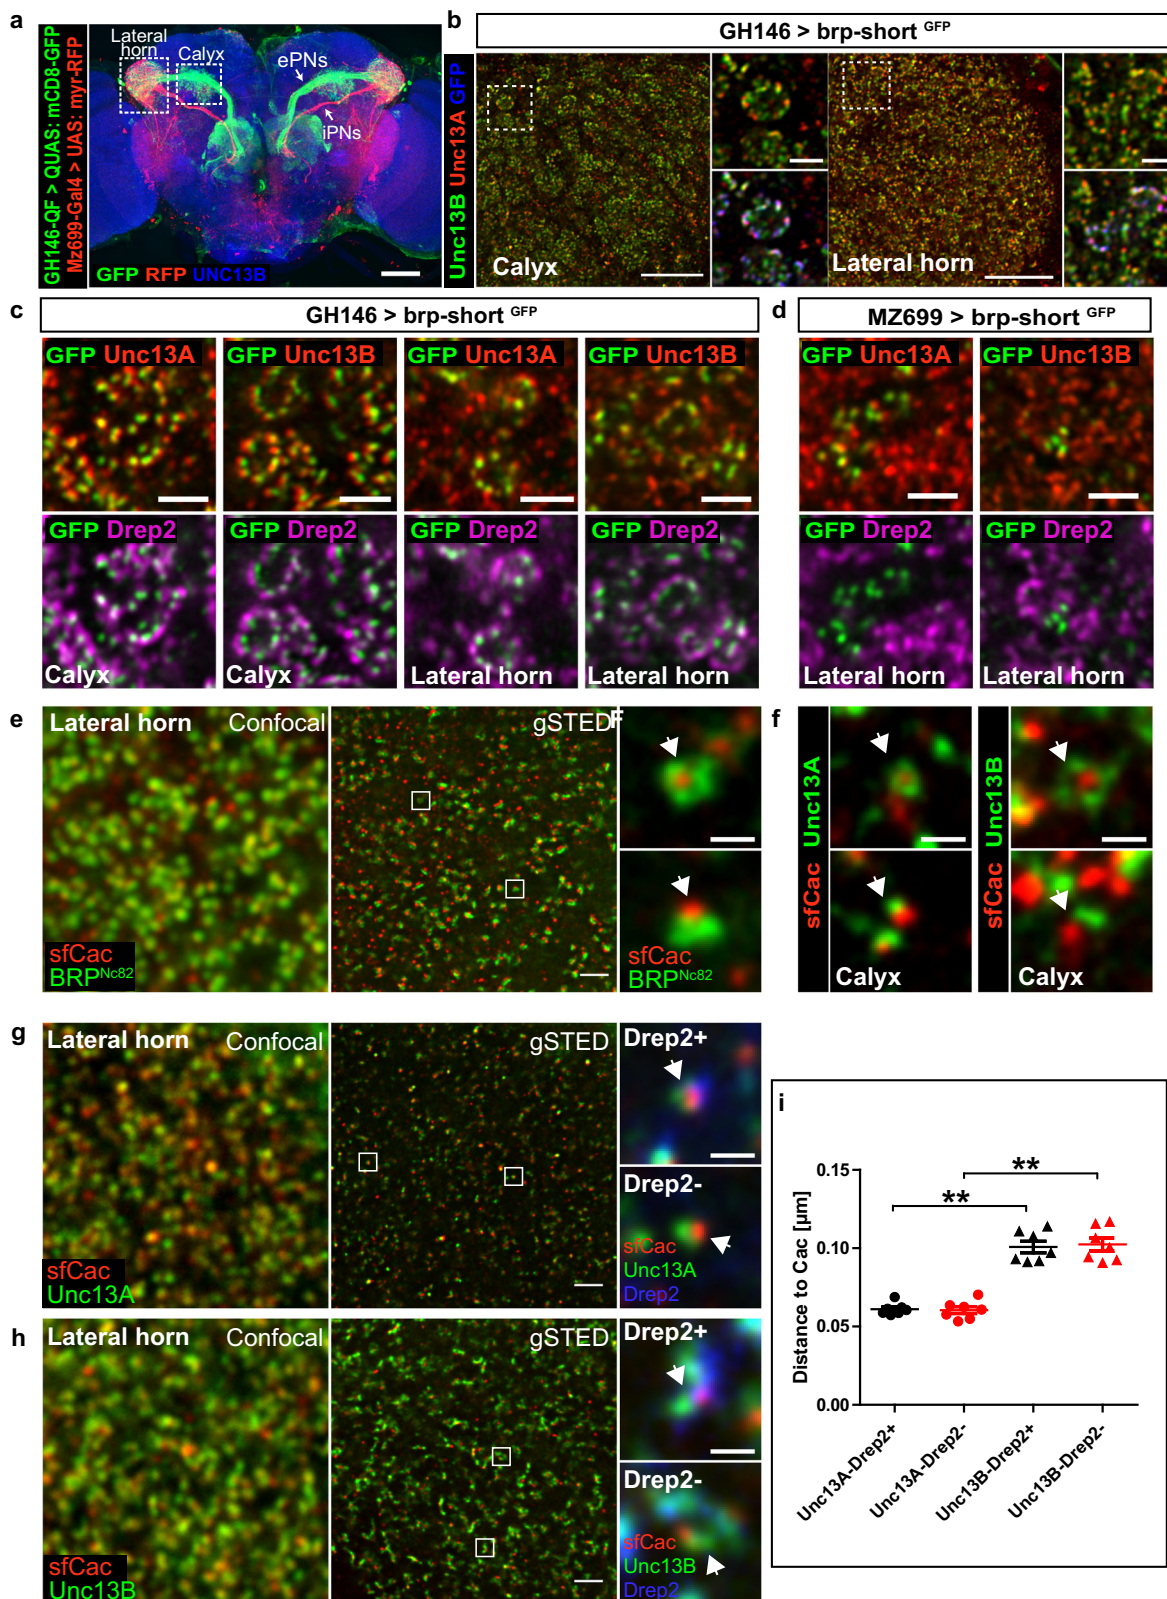 a
GH146-QF > QUAS: mCD8-GFP
Mz699-Gal4 > UAS: myr-RFP
Lateral
horn
Calyx
ePNs
iPNs
GFP RFP UNC13B
b
GH146 > brp-short GFP
Unc13B Unc13A GFP
Calyx
Lateral horn
c
GH146 > brp-short GFP
GFP Unc13A
GFP Unc13B
GFP Unc13A
GFP Unc13B
GFP Drep2
GFP Drep2
GFP Drep2
GFP Drep2
Calyx
Calyx
Lateral horn
Lateral horn
d
MZ699 > brp-short GFP
GFP Unc13A
GFP Unc13B
GFP Drep2
GFP Drep2
Lateral horn
Lateral horn
e
Lateral horn
Confocal
gSTED
F
sfCac
BRPNc82
sfCac
BRPNc82
f
sfCac Unc13A
sfCac Unc13B
Calyx
Calyx
g
Lateral horn
Confocal
gSTED
Drep2+
Drep2-
sfCac
Unc13A
sfCac
Unc13A
Drep2
h
Lateral horn
Confocal
gSTED
Drep2+
Drep2-
sfCac
Unc13B
sfCac
Unc13B
Drep2
i
Distance to Cac [µm]
0.15
0.10
0.05
0.00
**
**
Unc13A-Drep2+
Unc13A-Drep2-
Unc13B-Drep2+
Unc13B-Drep2-